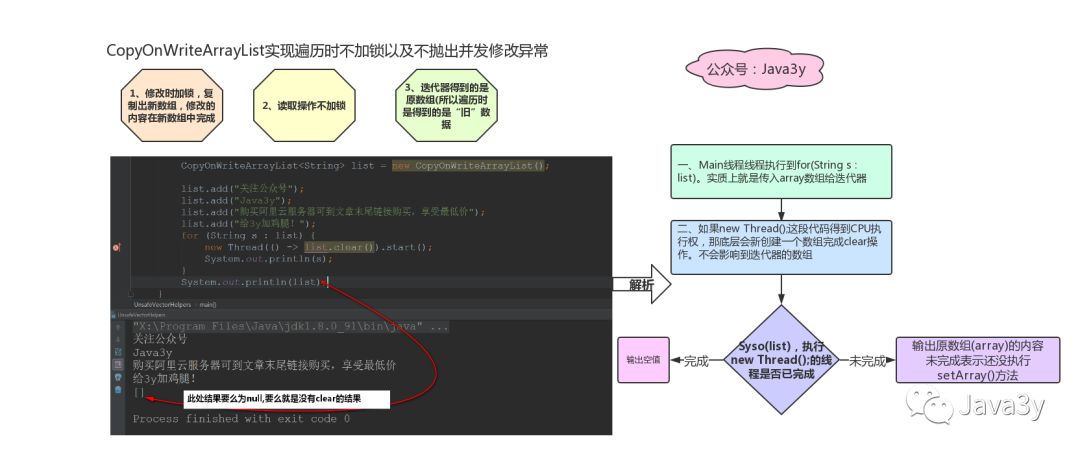 CopyOnWriteArrayList实现遍历时不加锁以及不抛出并发修改异常
公众号：Java3y
1、修改时加锁，复
制出新数组，修改的
内容在新数组中完成
2、读取操作不加锁
3、迭代器得到的是
原数组(所以遍历时
是得到的是“旧”数
据
CopyOnWriteArrayList<String> list = new CopyOnWriteArrayList();
list.add("关注公众号");
list.add("Java3y");
list.add("购买阿里云服务器可到文章末尾链接购买，享受最低价");
list.add("给3y加鸡腿！");
for (String s : list) {
new Thread(() -> list.clear()).start();
System.out.println(s);
}
System.out.println(list);
}
UnsafeVectorHelpers › main()
UnsafeVectorHelpers
"X:\Program Files\Java\jdk1.8.0_91\bin\java" ...
关注公众号
Java3y
购买阿里云服务器可到文章末尾链接购买，享受最低价
给3y加鸡腿！
[]
此处结果要么为null,要么就是没有clear的结果
Process finished with exit code 0
解析
一、Main线程线程执行到for(String s :
list)。实质上就是传入array数组给迭代器
二、如果new Thread();这段代码得到CPU执
行权，那底层会新创建一个数组完成clear操
作。不会影响到迭代器的数组
Syso(list)，执行
new Thread();的线
程是否已完成
完成
输出空值
未完成
输出原数组(array)的内容
未完成表示还没执行
setArray()方法
Java3y